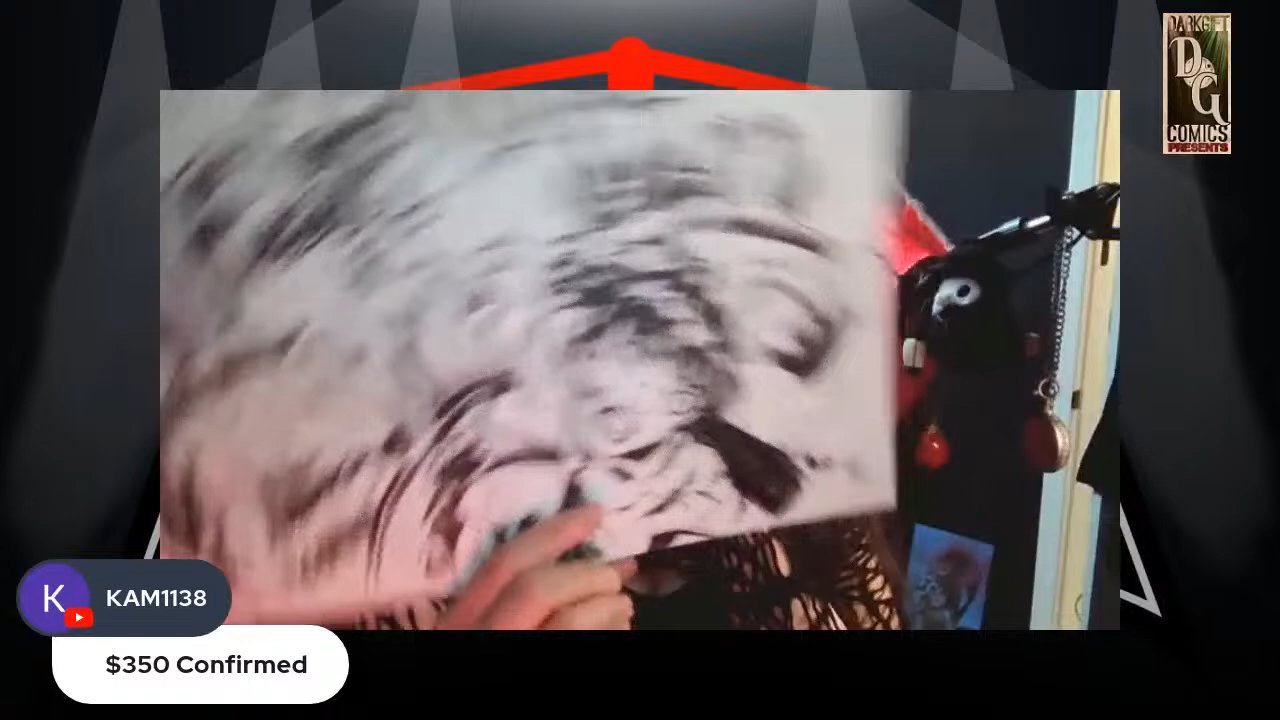 DARKGIFT
DG
COMICS
PRESENTS
K
KAM1138
$350 Confirmed